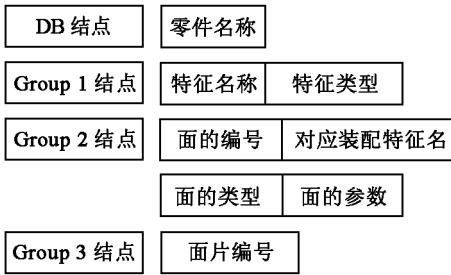 DB 结点 零件名称
Group 1 结点 特征名称 特征类型
Group 2 结点 面的编号 对应装配特征名
面的类型 面的参数
Group 3 结点 面片编号